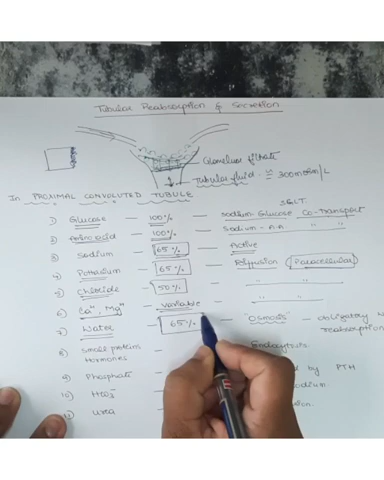 Tubular Reabsorption & Secretion
Glomerular filtrate
Tubular fluid ≅ 300mosm/L
In PROXIMAL CONVOLUTED TUBULE
SGLT
1) Glucose — 100% — Sodium Glucose Co-Transport
2) Amino acid — 100% — Sodium-A.A " "
3) Sodium — 65% — Active
4) Potassium — 65% — Diffusion (Paracellular)
5) Chloride — 50% — " "
6) Ca++, Mg++ — variable — " "
7) Water — 65% — "Osmosis" — obligatory
reabsorption
8) Small proteins Endocytosis
Hormones
9) Phosphate by PTH
10) HCO3- sodium
Urea